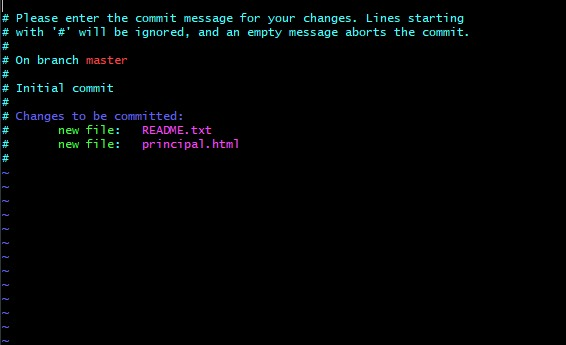 # Please enter the commit message for your changes. Lines starting
# with '#' will be ignored, and an empty message aborts the commit.
#
# On branch master
#
# Initial commit
#
# Changes to be committed:
#       new file:   README.txt
#       new file:   principal.html
#
~
~
~
~
~
~
~
~
~
~
~
~
~